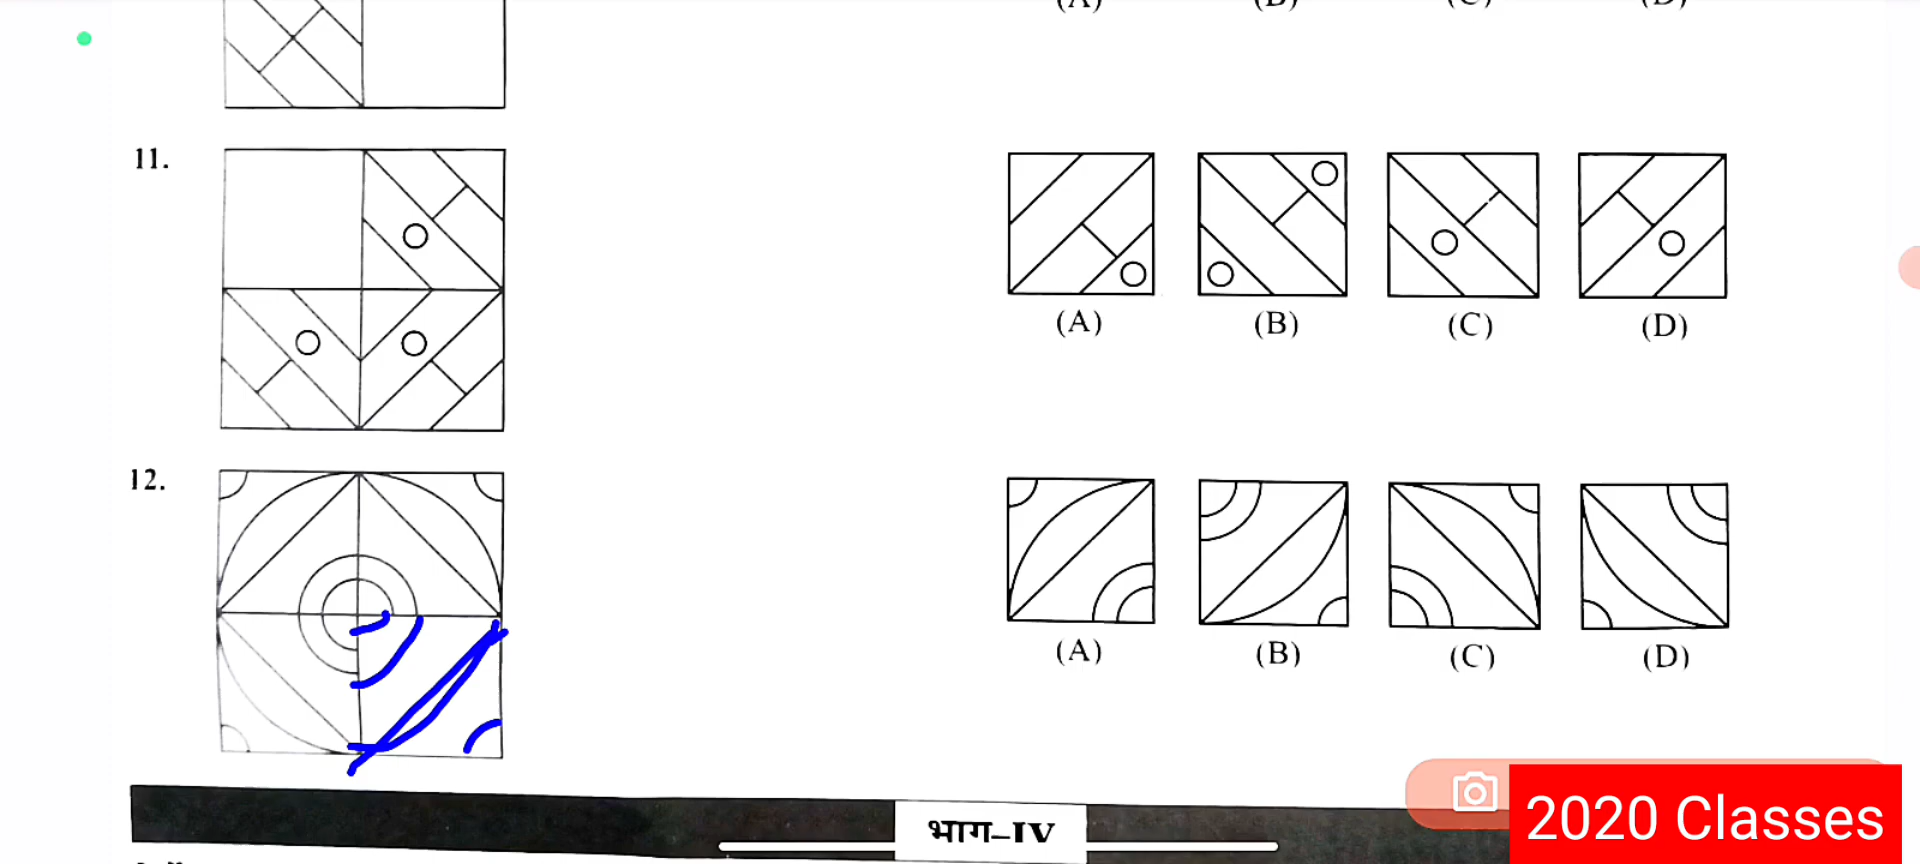 (A) (B) (C) (D)
11.
(A) (B) (C) (D)
12.
(A) (B) (C) (D)
भाग–IV
2020 Classes